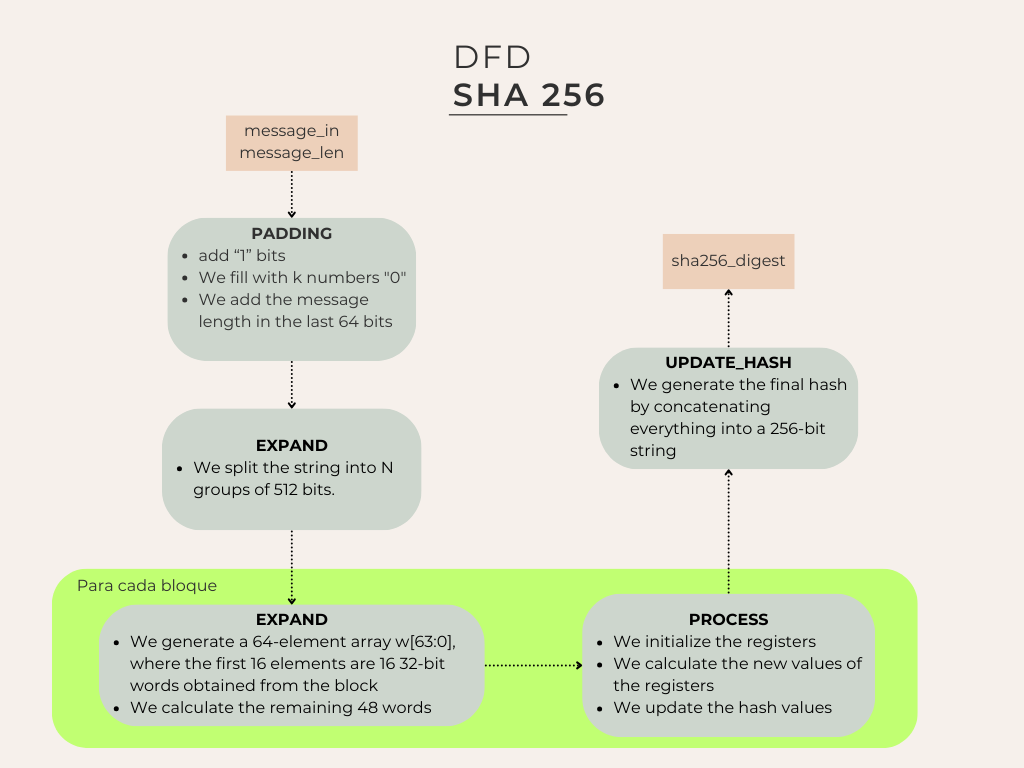 DFD
SHA 256
message_in
message_len
PADDING
• add “1” bits
• We fill with k numbers "0"
• We add the message
length in the last 64 bits
EXPAND
• We split the string into N
groups of 512 bits.
Para cada bloque
EXPAND
• We generate a 64-element array w[63:0],
where the first 16 elements are 16 32-bit
words obtained from the block
• We calculate the remaining 48 words
PROCESS
• We initialize the registers
• We calculate the new values of
the registers
• We update the hash values
UPDATE_HASH
• We generate the final hash
by concatenating
everything into a 256-bit
string
sha256_digest